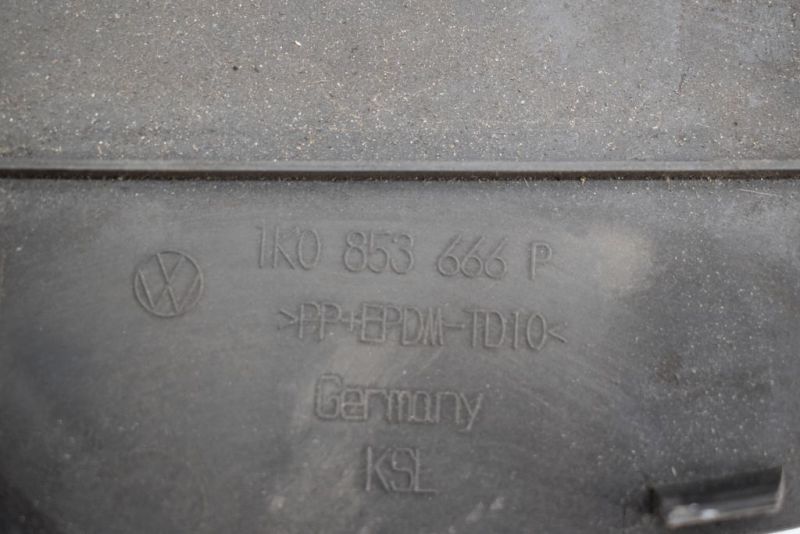 1K0 853 666 P
>PP+EPDM-TD10<
Germany
KSL